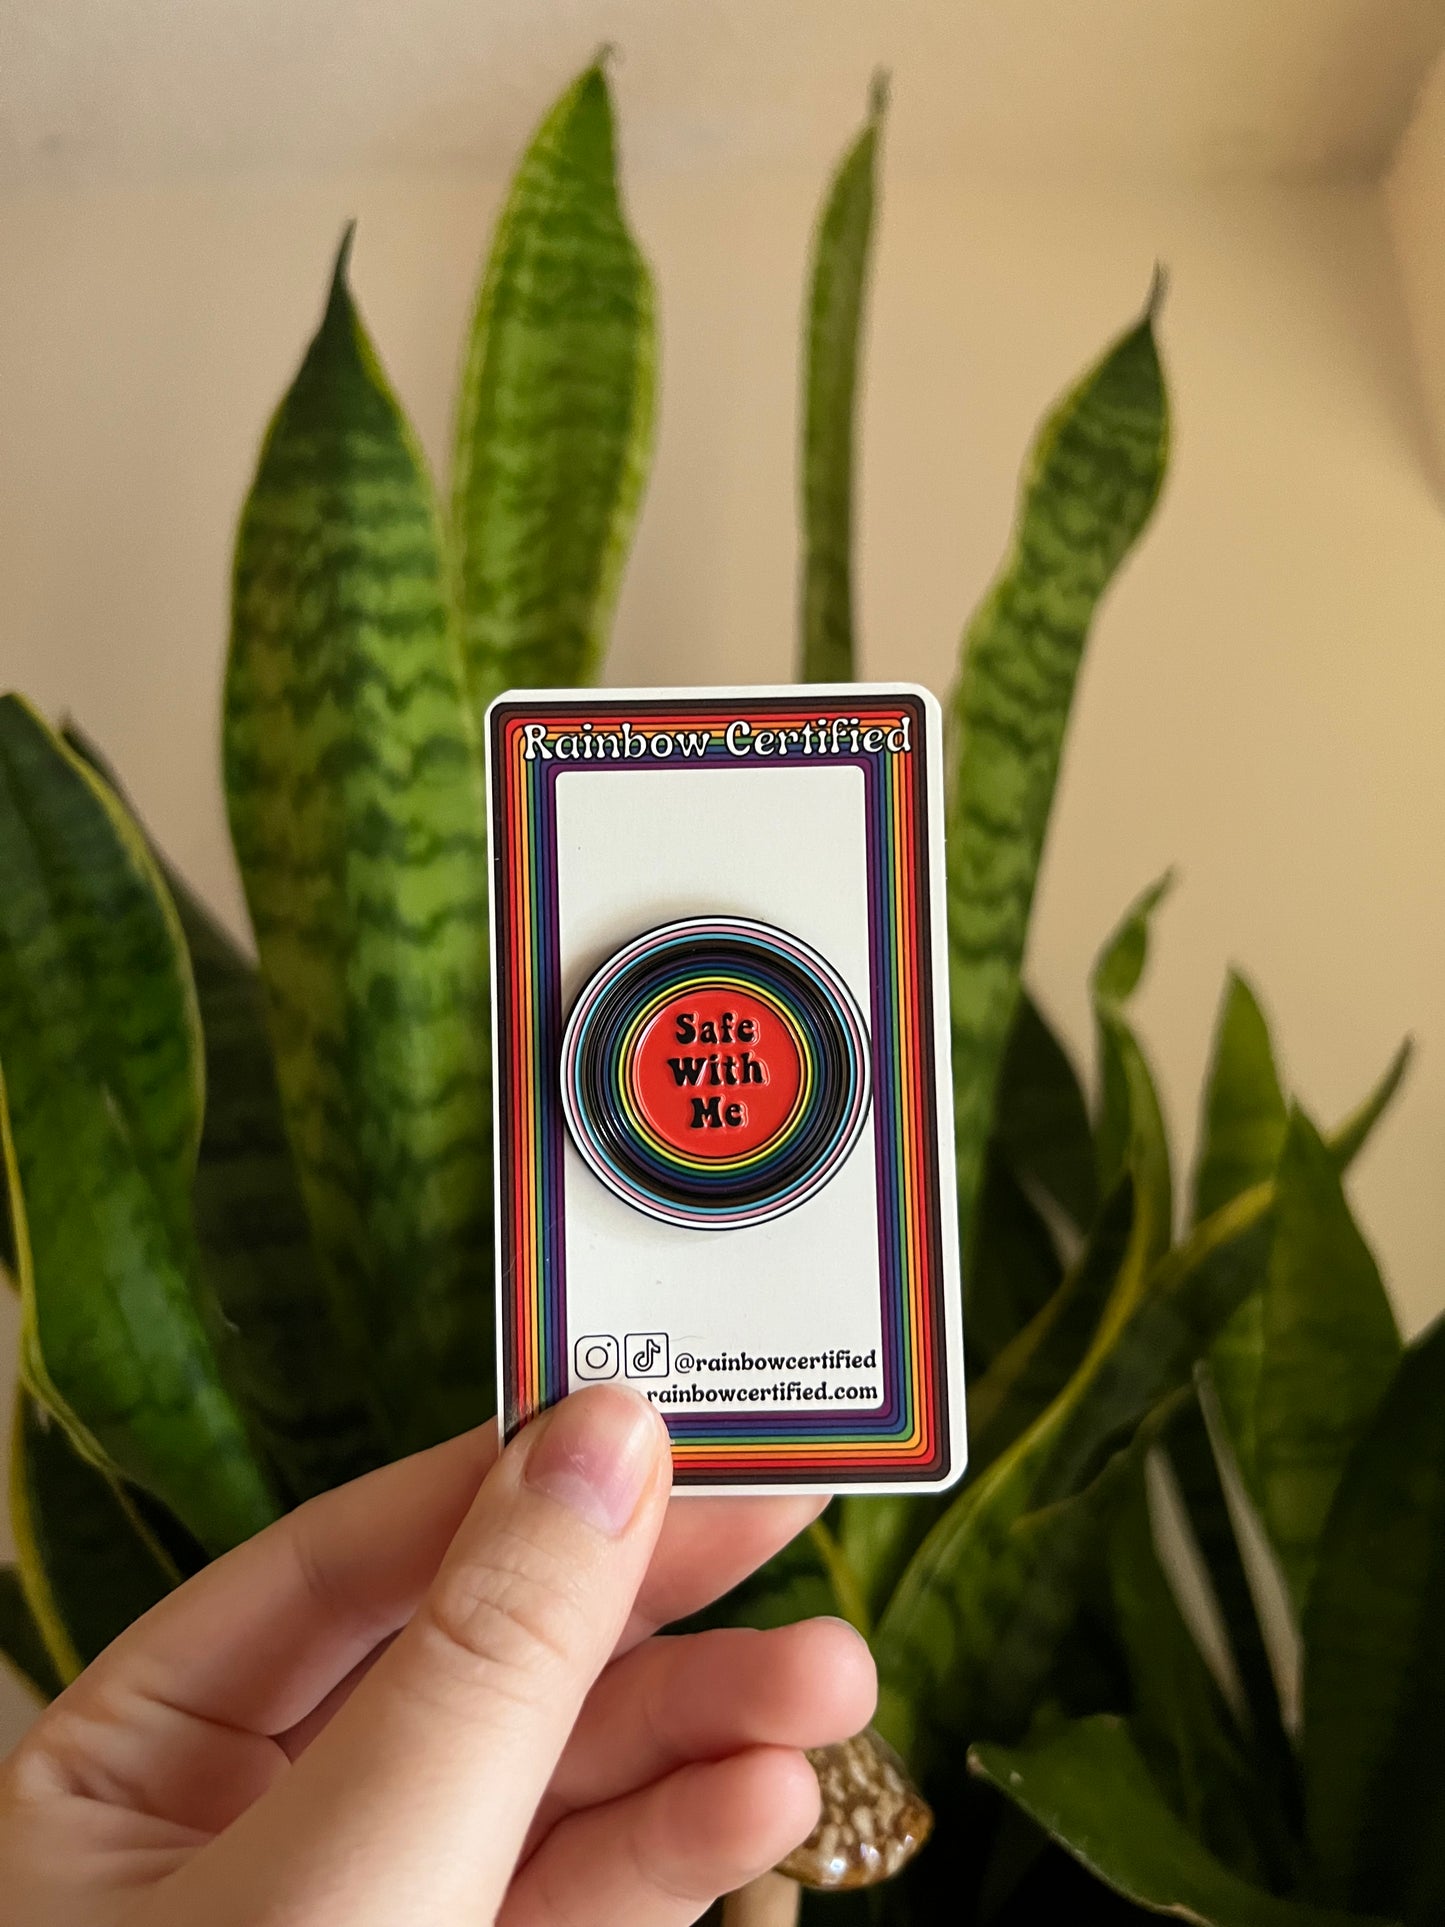 Rainbow Certified
Safe
With
Me
@rainbowcertified
rainbowcertified.com